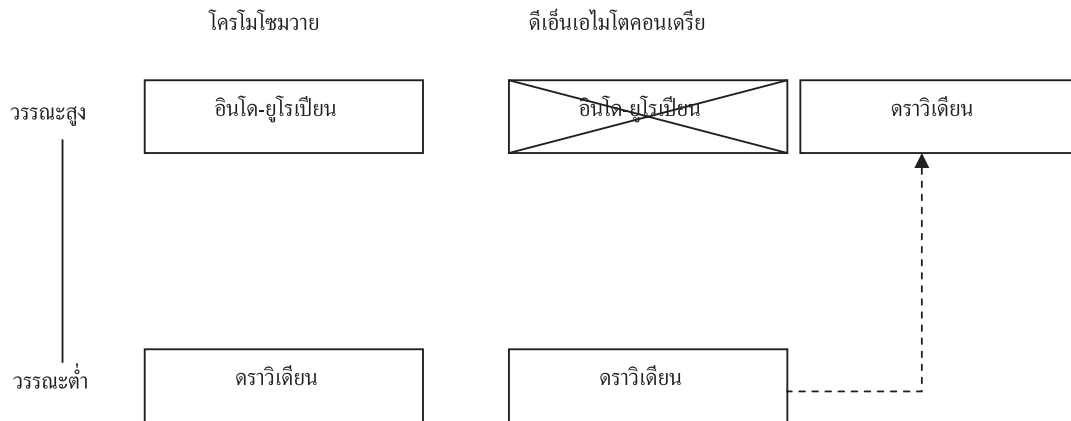 โครโมโซมวาย ดีเอ็นเอไมโตคอนเดรีย
วรรณะสูง อินโด-ยูโรเปียน อินโด-ยูโรเปียน ดราวิเดียน
วรรณะต่ำ ดราวิเดียน ดราวิเดียน